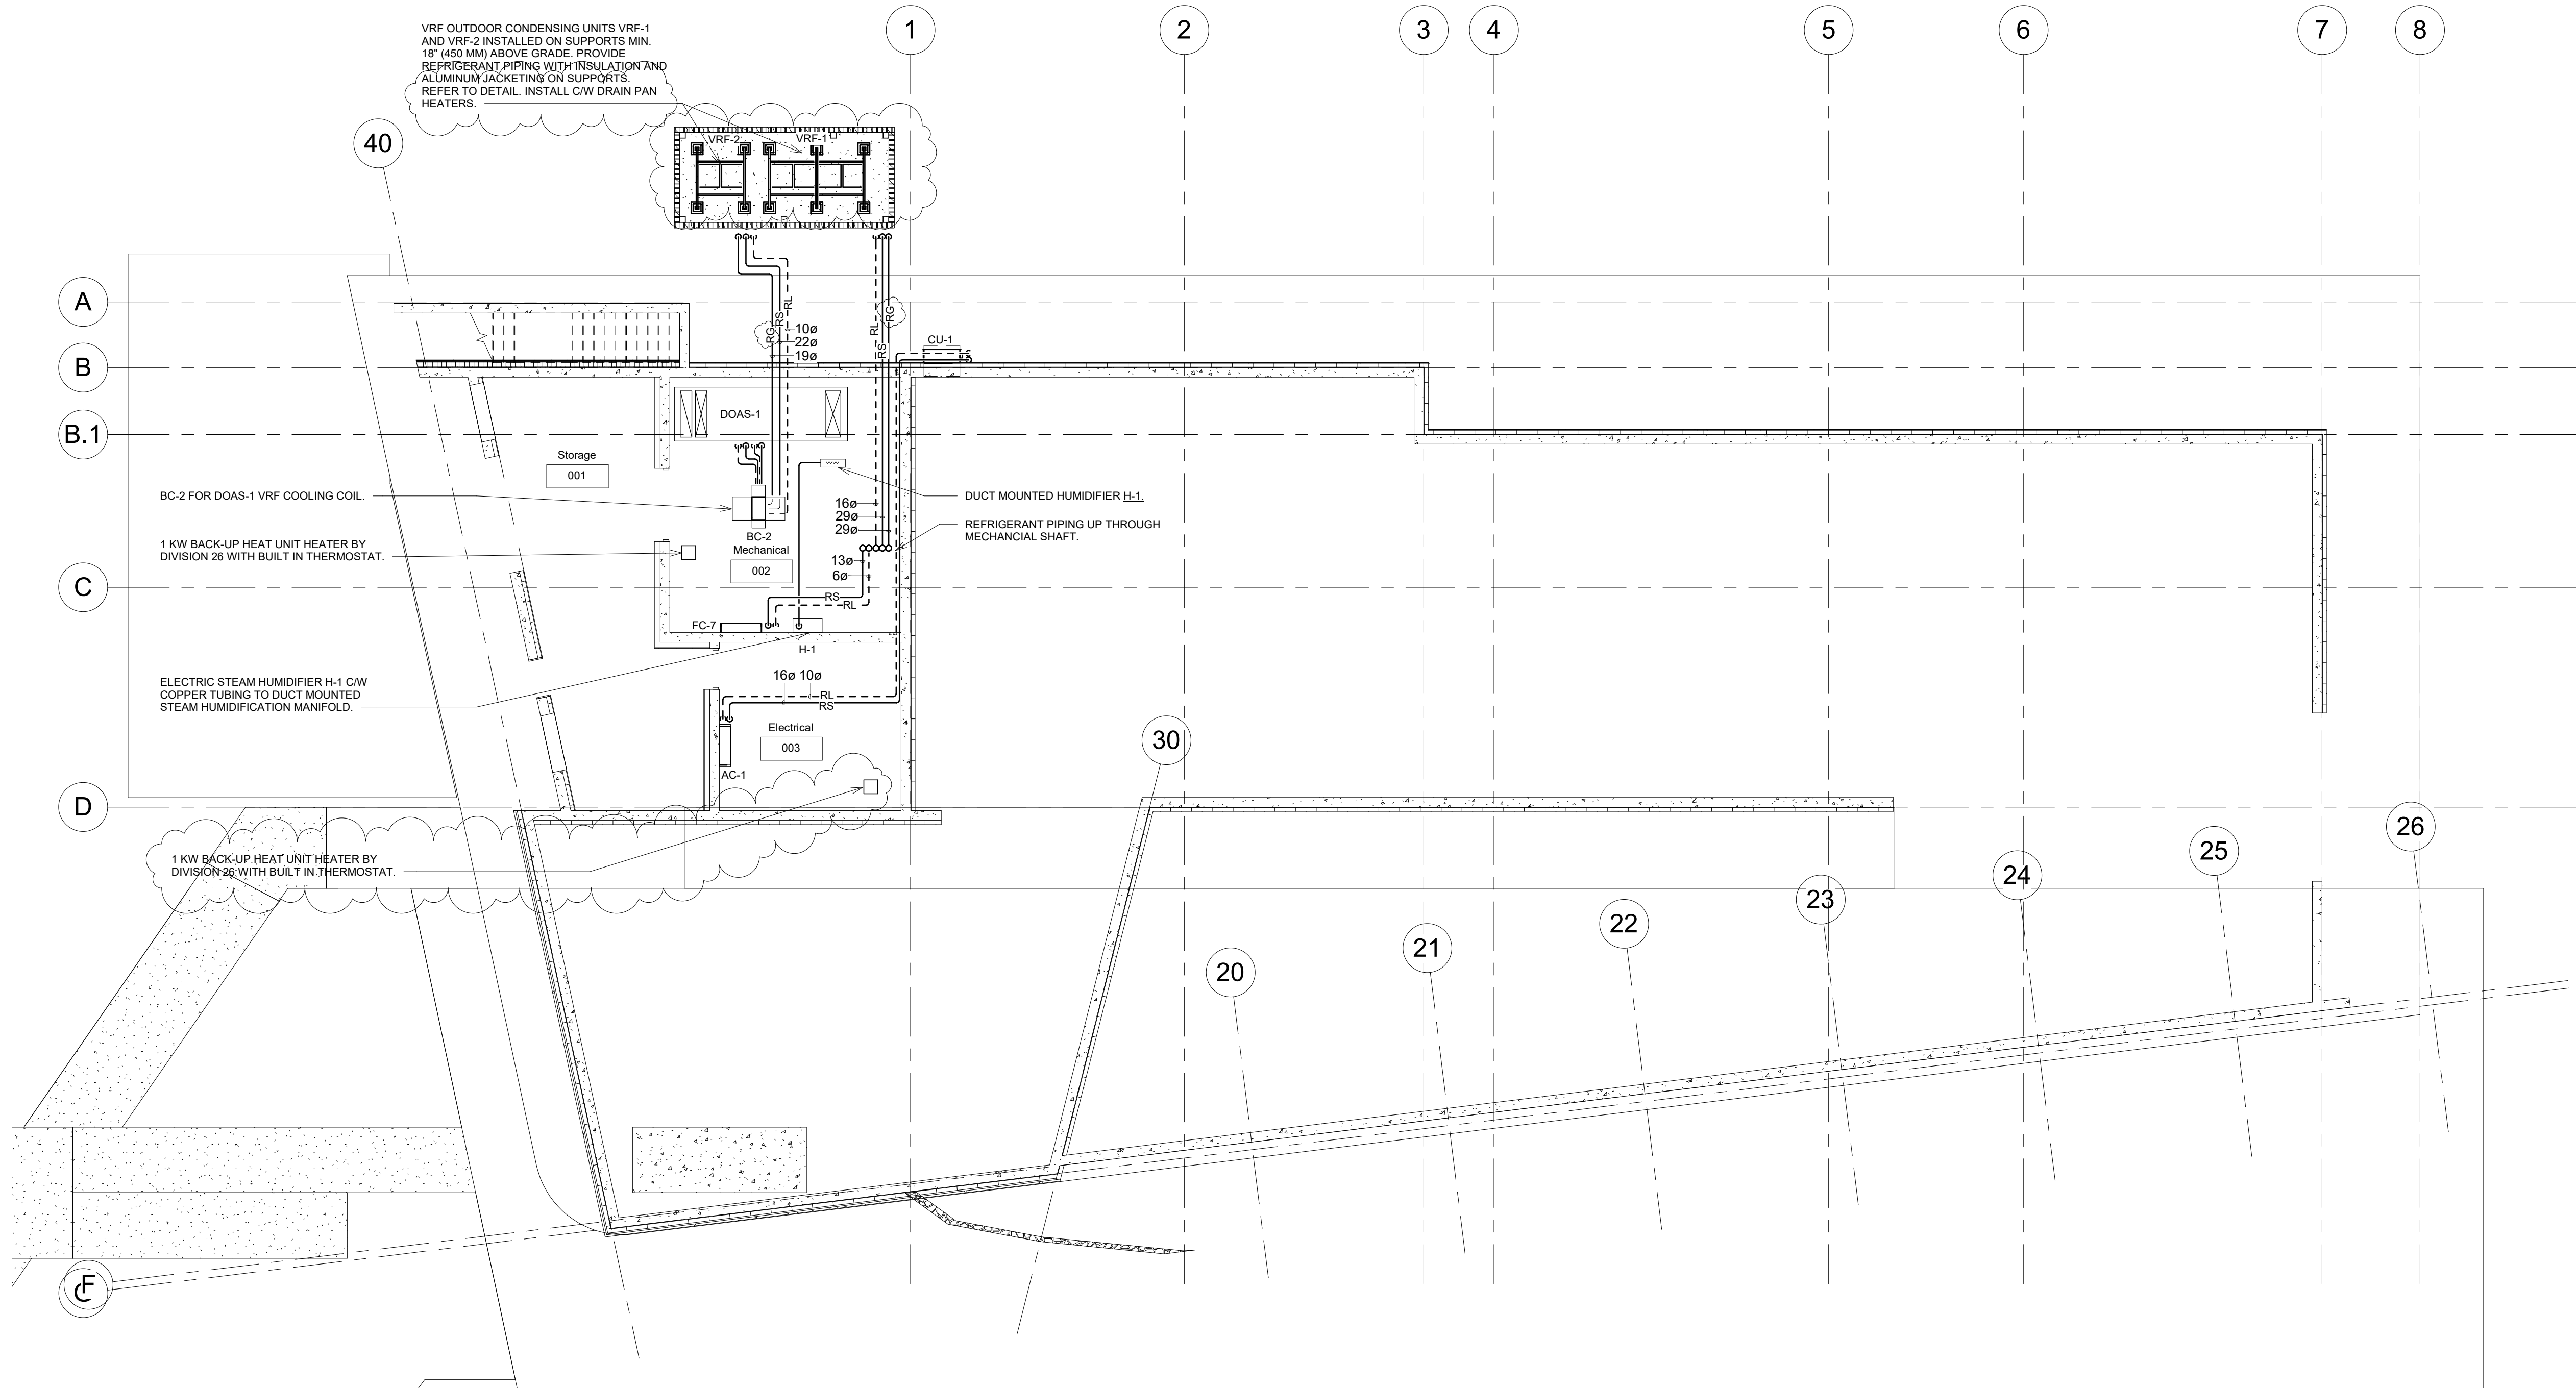 VRF OUTDOOR CONDENSING UNITS VRF-1
AND VRF-2 INSTALLED ON SUPPORTS MIN.
18" (450 MM) ABOVE GRADE. PROVIDE
REFRIGERANT PIPING WITH INSULATION AND
ALUMINUM JACKETING ON SUPPORTS.
REFER TO DETAIL. INSTALL C/W DRAIN PAN
HEATERS.
1
2
3
4
5
6
7
8
40
VRF-2
VRF-1
A
B
B.1
C
D
F
RG
RS
RL
10ø
22ø
19ø
RL
RS
RG
CU-1
DOAS-1
Storage
001
BC-2 FOR DOAS-1 VRF COOLING COIL.
DUCT MOUNTED HUMIDIFIER H-1.
16ø
29ø
29ø
REFRIGERANT PIPING UP THROUGH
MECHANCIAL SHAFT.
BC-2
Mechanical
002
1 KW BACK-UP HEAT UNIT HEATER BY
DIVISION 26 WITH BUILT IN THERMOSTAT.
13ø
6ø
RS
RL
FC-7
H-1
ELECTRIC STEAM HUMIDIFIER H-1 C/W
COPPER TUBING TO DUCT MOUNTED
STEAM HUMIDIFICATION MANIFOLD.
16ø 10ø
RL
RS
Electrical
003
AC-1
1 KW BACK-UP HEAT UNIT HEATER BY
DIVISION 26 WITH BUILT IN THERMOSTAT.
30
20
21
22
23
24
25
26